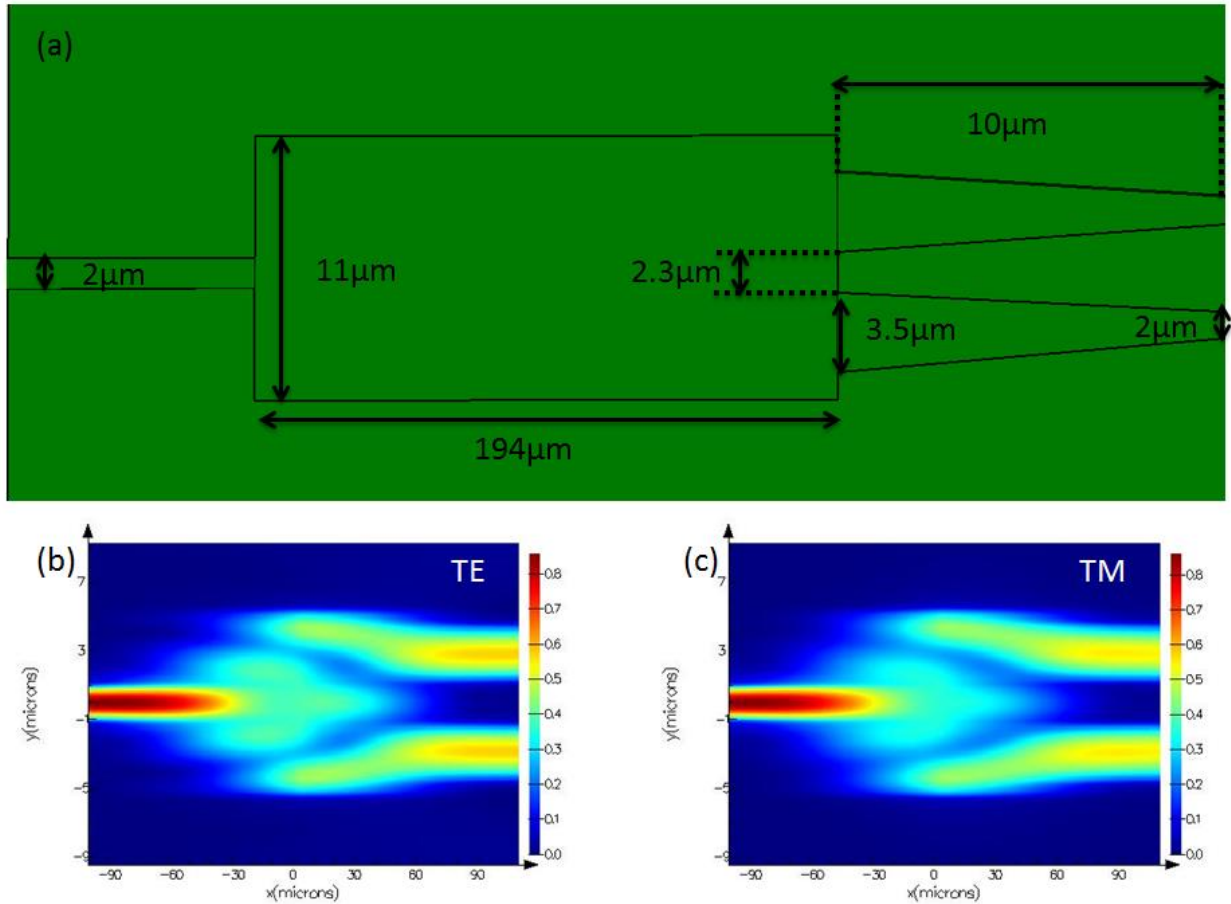 (a)
10μm
2μm
11μm
2.3μm
3.5μm
2μm
194μm
(b)
TE
7
3
-1
-5
-9
y(microns)
-90
-60
-30
0
30
60
90
x(microns)
0.8
0.7
0.6
0.5
0.4
0.3
0.2
0.1
0.0
(c)
TM
7
3
-1
-5
-9
y(microns)
-90
-60
-30
0
30
60
90
x(microns)
0.8
0.7
0.6
0.5
0.4
0.3
0.2
0.1
0.0